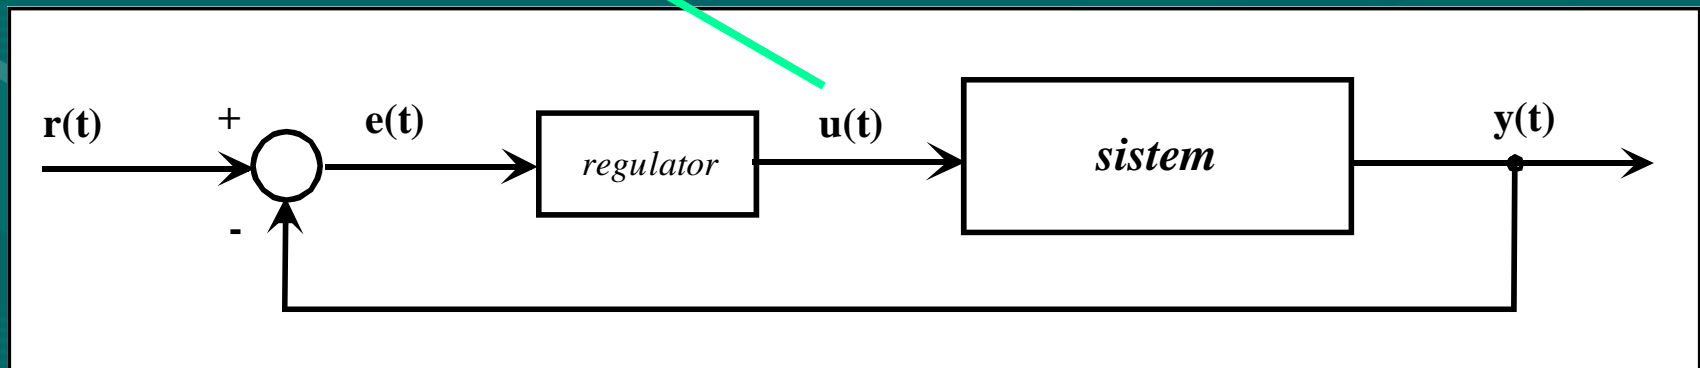 r(t)
+
e(t)
regulator
u(t)
sistem
y(t)
-